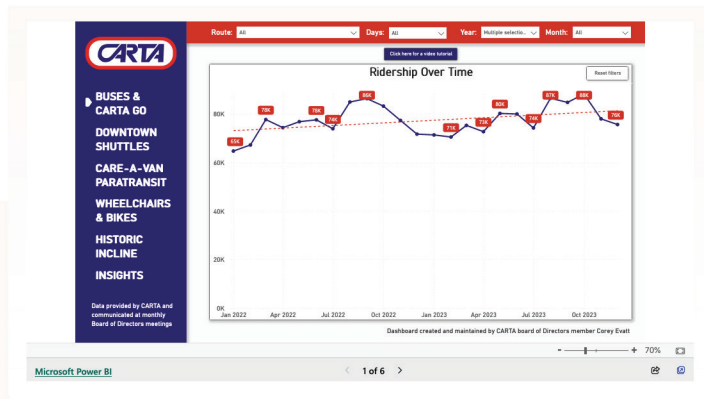 Route: All Days: All Year: Multiple selectio... Month: All
CARTA
Click here for a video tutorial
Ridership Over Time
Reset filters
BUSES &
CARTA GO
DOWNTOWN
SHUTTLES
CARE-A-VAN
PARATRANSIT
WHEELCHAIRS
& BIKES
HISTORIC
INCLINE
INSIGHTS
Data provided by CARTA and
communicated at monthly
Board of Directors meetings
80K
60K
40K
20K
0K
65K 78K 78K 74K 86K 71K 73K 80K 74K 87K 88K 76K
Jan 2022 Apr 2022 Jul 2022 Oct 2022 Jan 2023 Apr 2023 Jul 2023 Oct 2023
Dashboard created and maintained by CARTA board of Directors member Corey Evatt
- + 70%
Microsoft Power BI < 1 of 6 >